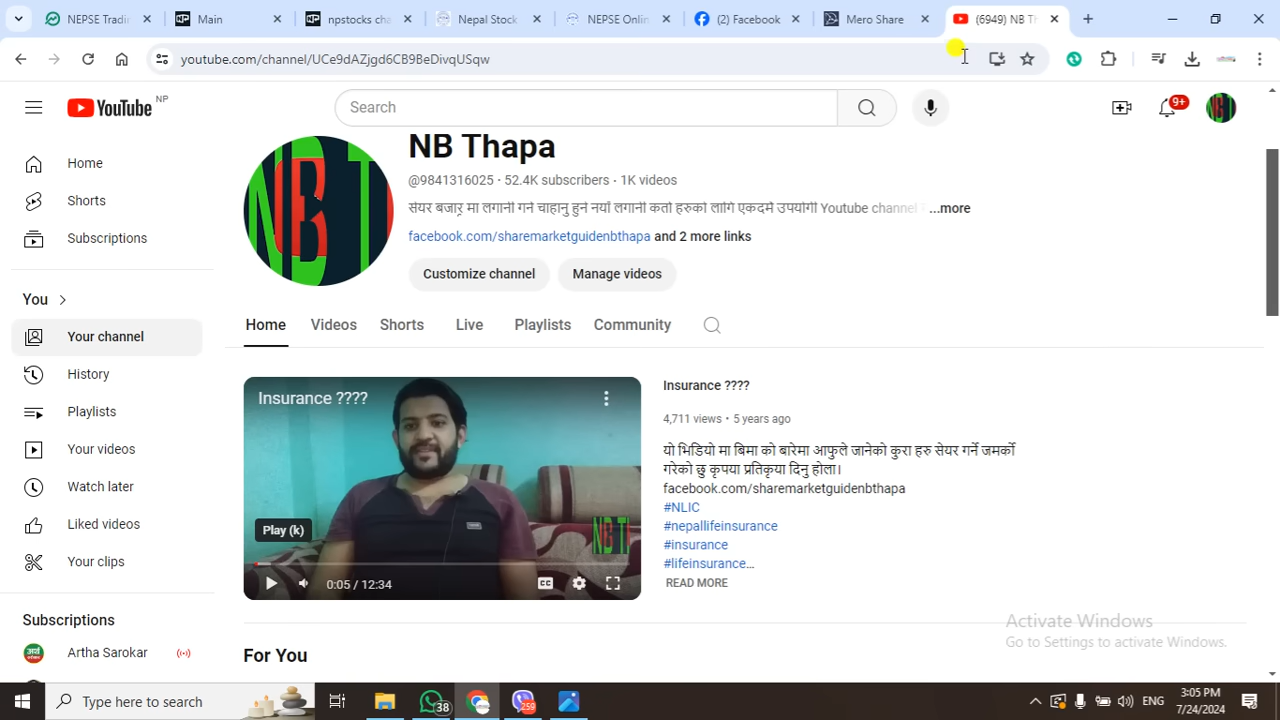 NEPSE Tradi
Main
npstocks cha
Nepal Stock
NEPSE Onlin
(2) Facebook
Mero Share
(6949) NB Th
youtube.com/channel/UCe9dAZjgd6CB9BeDivqUSqw
YouTube NP
Search
9+
NB Thapa
@9841316025 • 52.4K subscribers • 1K videos
सेयर बजार मा लगानी गर्न चाहानु हुने नयाँ लगानी कर्ता हरुको लागि एकदमै उपयोगी Youtube channel ...more
facebook.com/sharemarketguidenbthapa and 2 more links
Customize channel
Manage videos
Home
Videos
Shorts
Live
Playlists
Community
Home
Shorts
Subscriptions
You
Your channel
History
Playlists
Your videos
Watch later
Liked videos
Your clips
Subscriptions
Artha Sarokar
NBT
Insurance ????
Play (k)
NBT
0:05 / 12:34
Insurance ????
4,711 views • 5 years ago
यो भिडियो मा बिमा को बारेमा आफुले जानेको कुरा हरु सेयर गर्ने जमर्को
गरेको छु कृपया प्रतिकृया दिनु होला।
facebook.com/sharemarketguidenbthapa
#NLIC
#nepallifeinsurance
#insurance
#lifeinsurance...
READ MORE
For You
Activate Windows
Go to Settings to activate Windows.
Type here to search
38
259
ENG
3:05 PM
7/24/2024